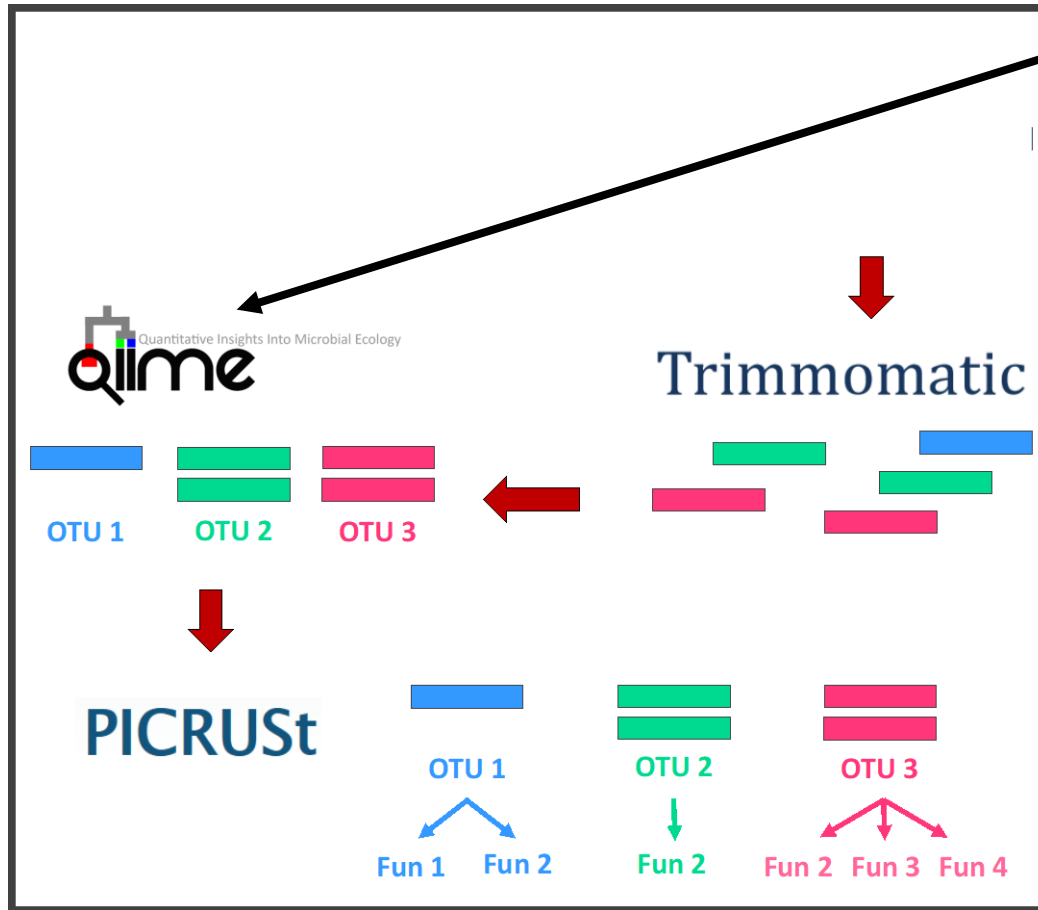 Quantitative Insights Into Microbial Ecology
qiime
Trimmomatic
OTU 1
OTU 2
OTU 3
PICRUSt
OTU 1
OTU 2
OTU 3
Fun 1
Fun 2
Fun 2
Fun 2
Fun 3
Fun 4